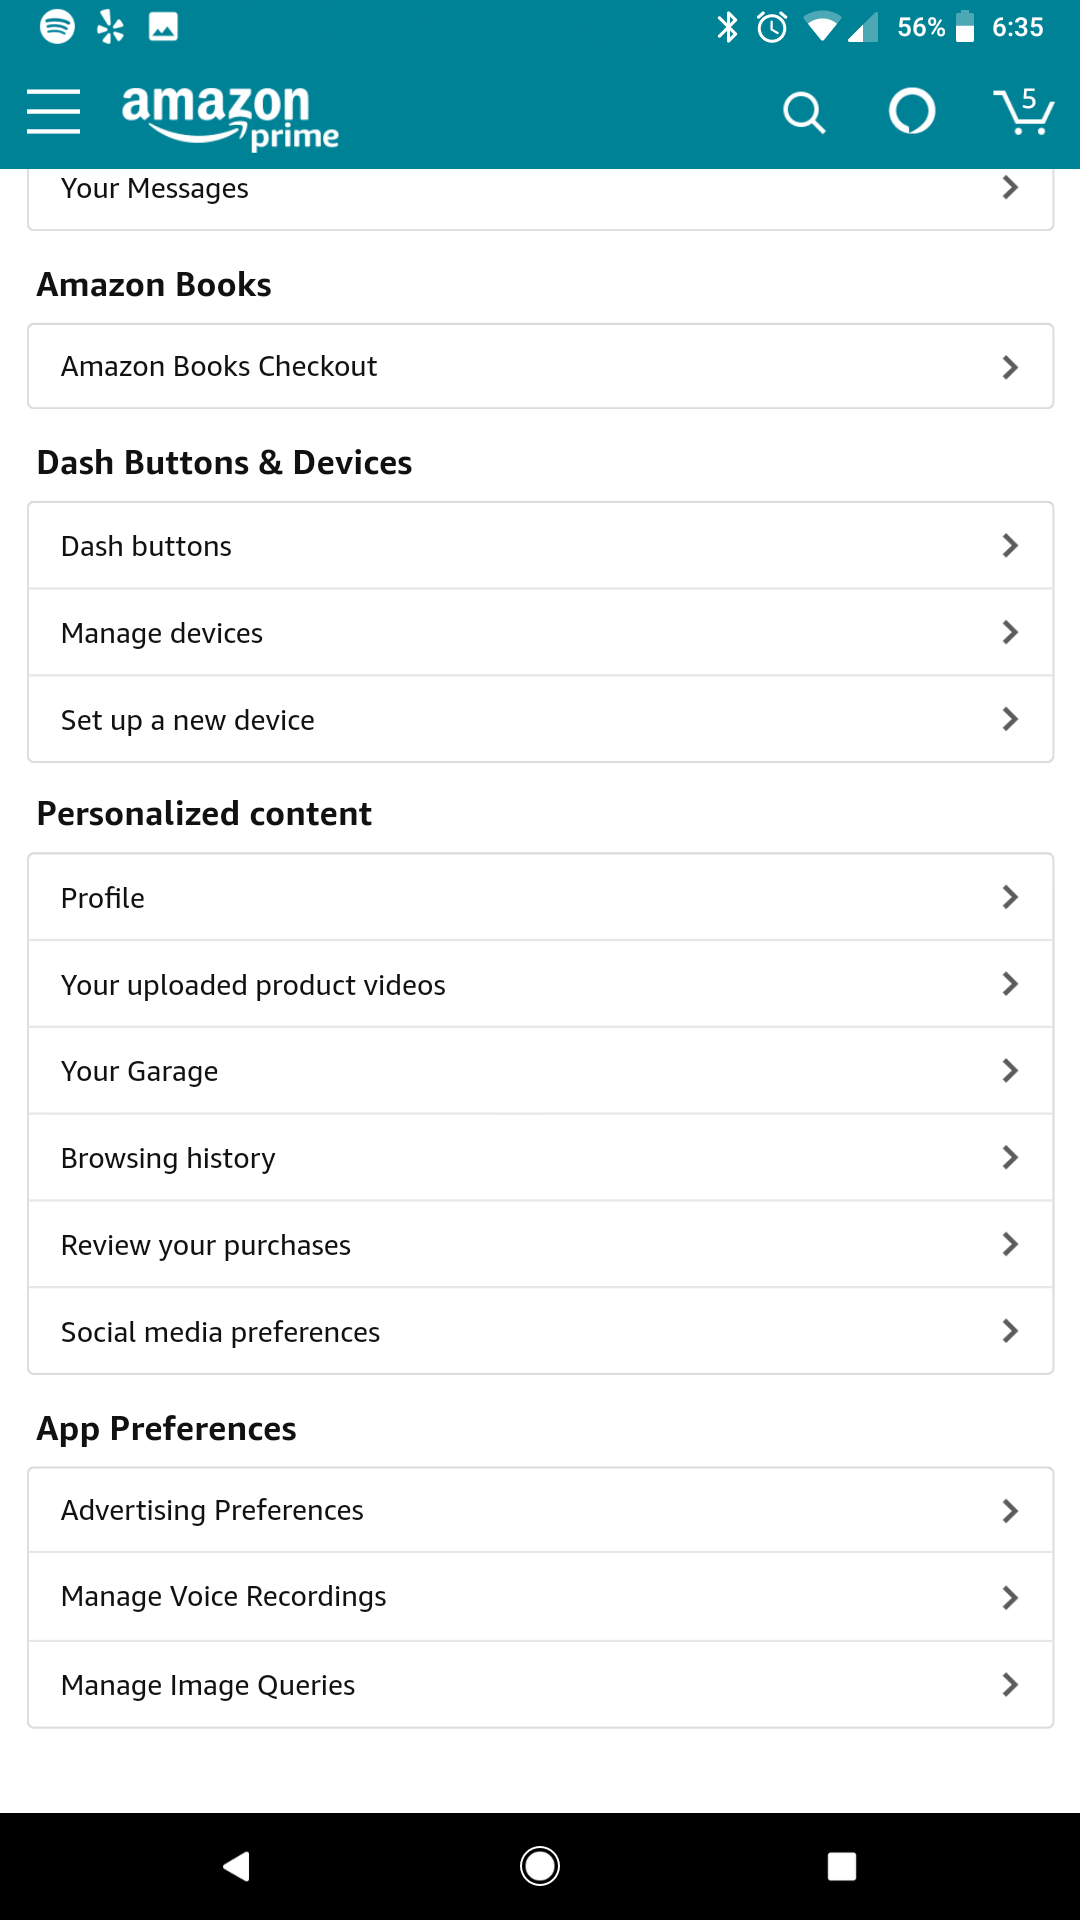 56% 6:35
amazon prime 5
Your Messages
Amazon Books
Amazon Books Checkout
Dash Buttons & Devices
Dash buttons
Manage devices
Set up a new device
Personalized content
Profile
Your uploaded product videos
Your Garage
Browsing history
Review your purchases
Social media preferences
App Preferences
Advertising Preferences
Manage Voice Recordings
Manage Image Queries